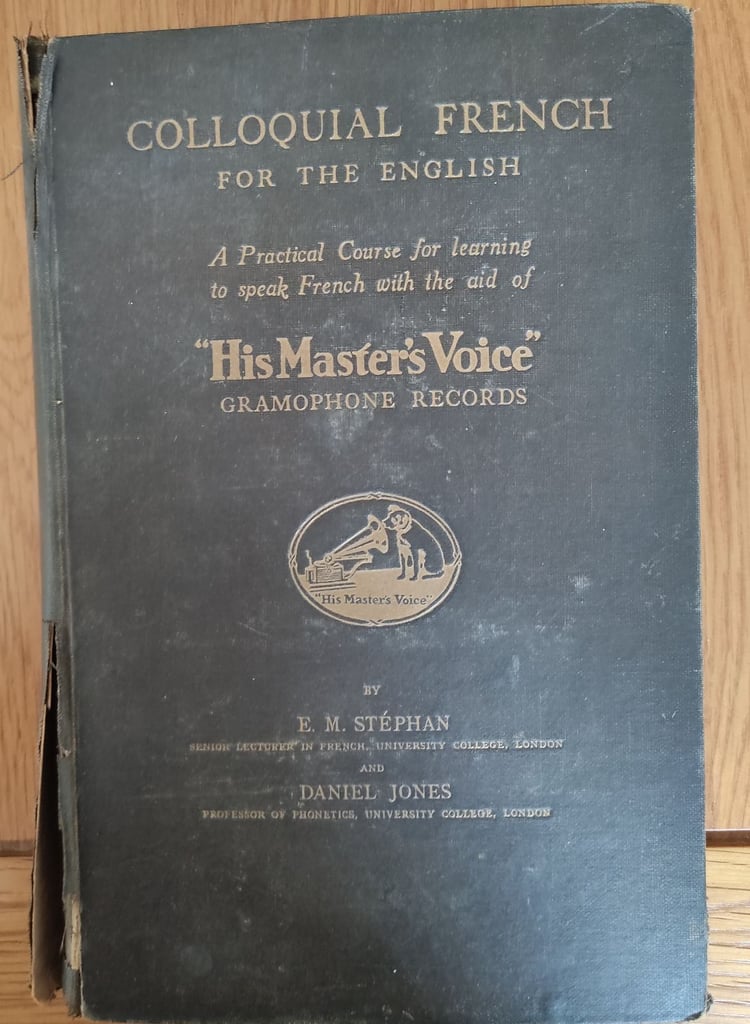 COLLOQUIAL FRENCH
FOR THE ENGLISH
A Practical Course for learning
to speak French with the aid of
"His Master's Voice"
GRAMOPHONE RECORDS
"His Master's Voice"
BY
E. M. STÉPHAN
SENIOR LECTURER IN FRENCH, UNIVERSITY COLLEGE, LONDON
AND
DANIEL JONES
PROFESSOR OF PHONETICS, UNIVERSITY COLLEGE, LONDON